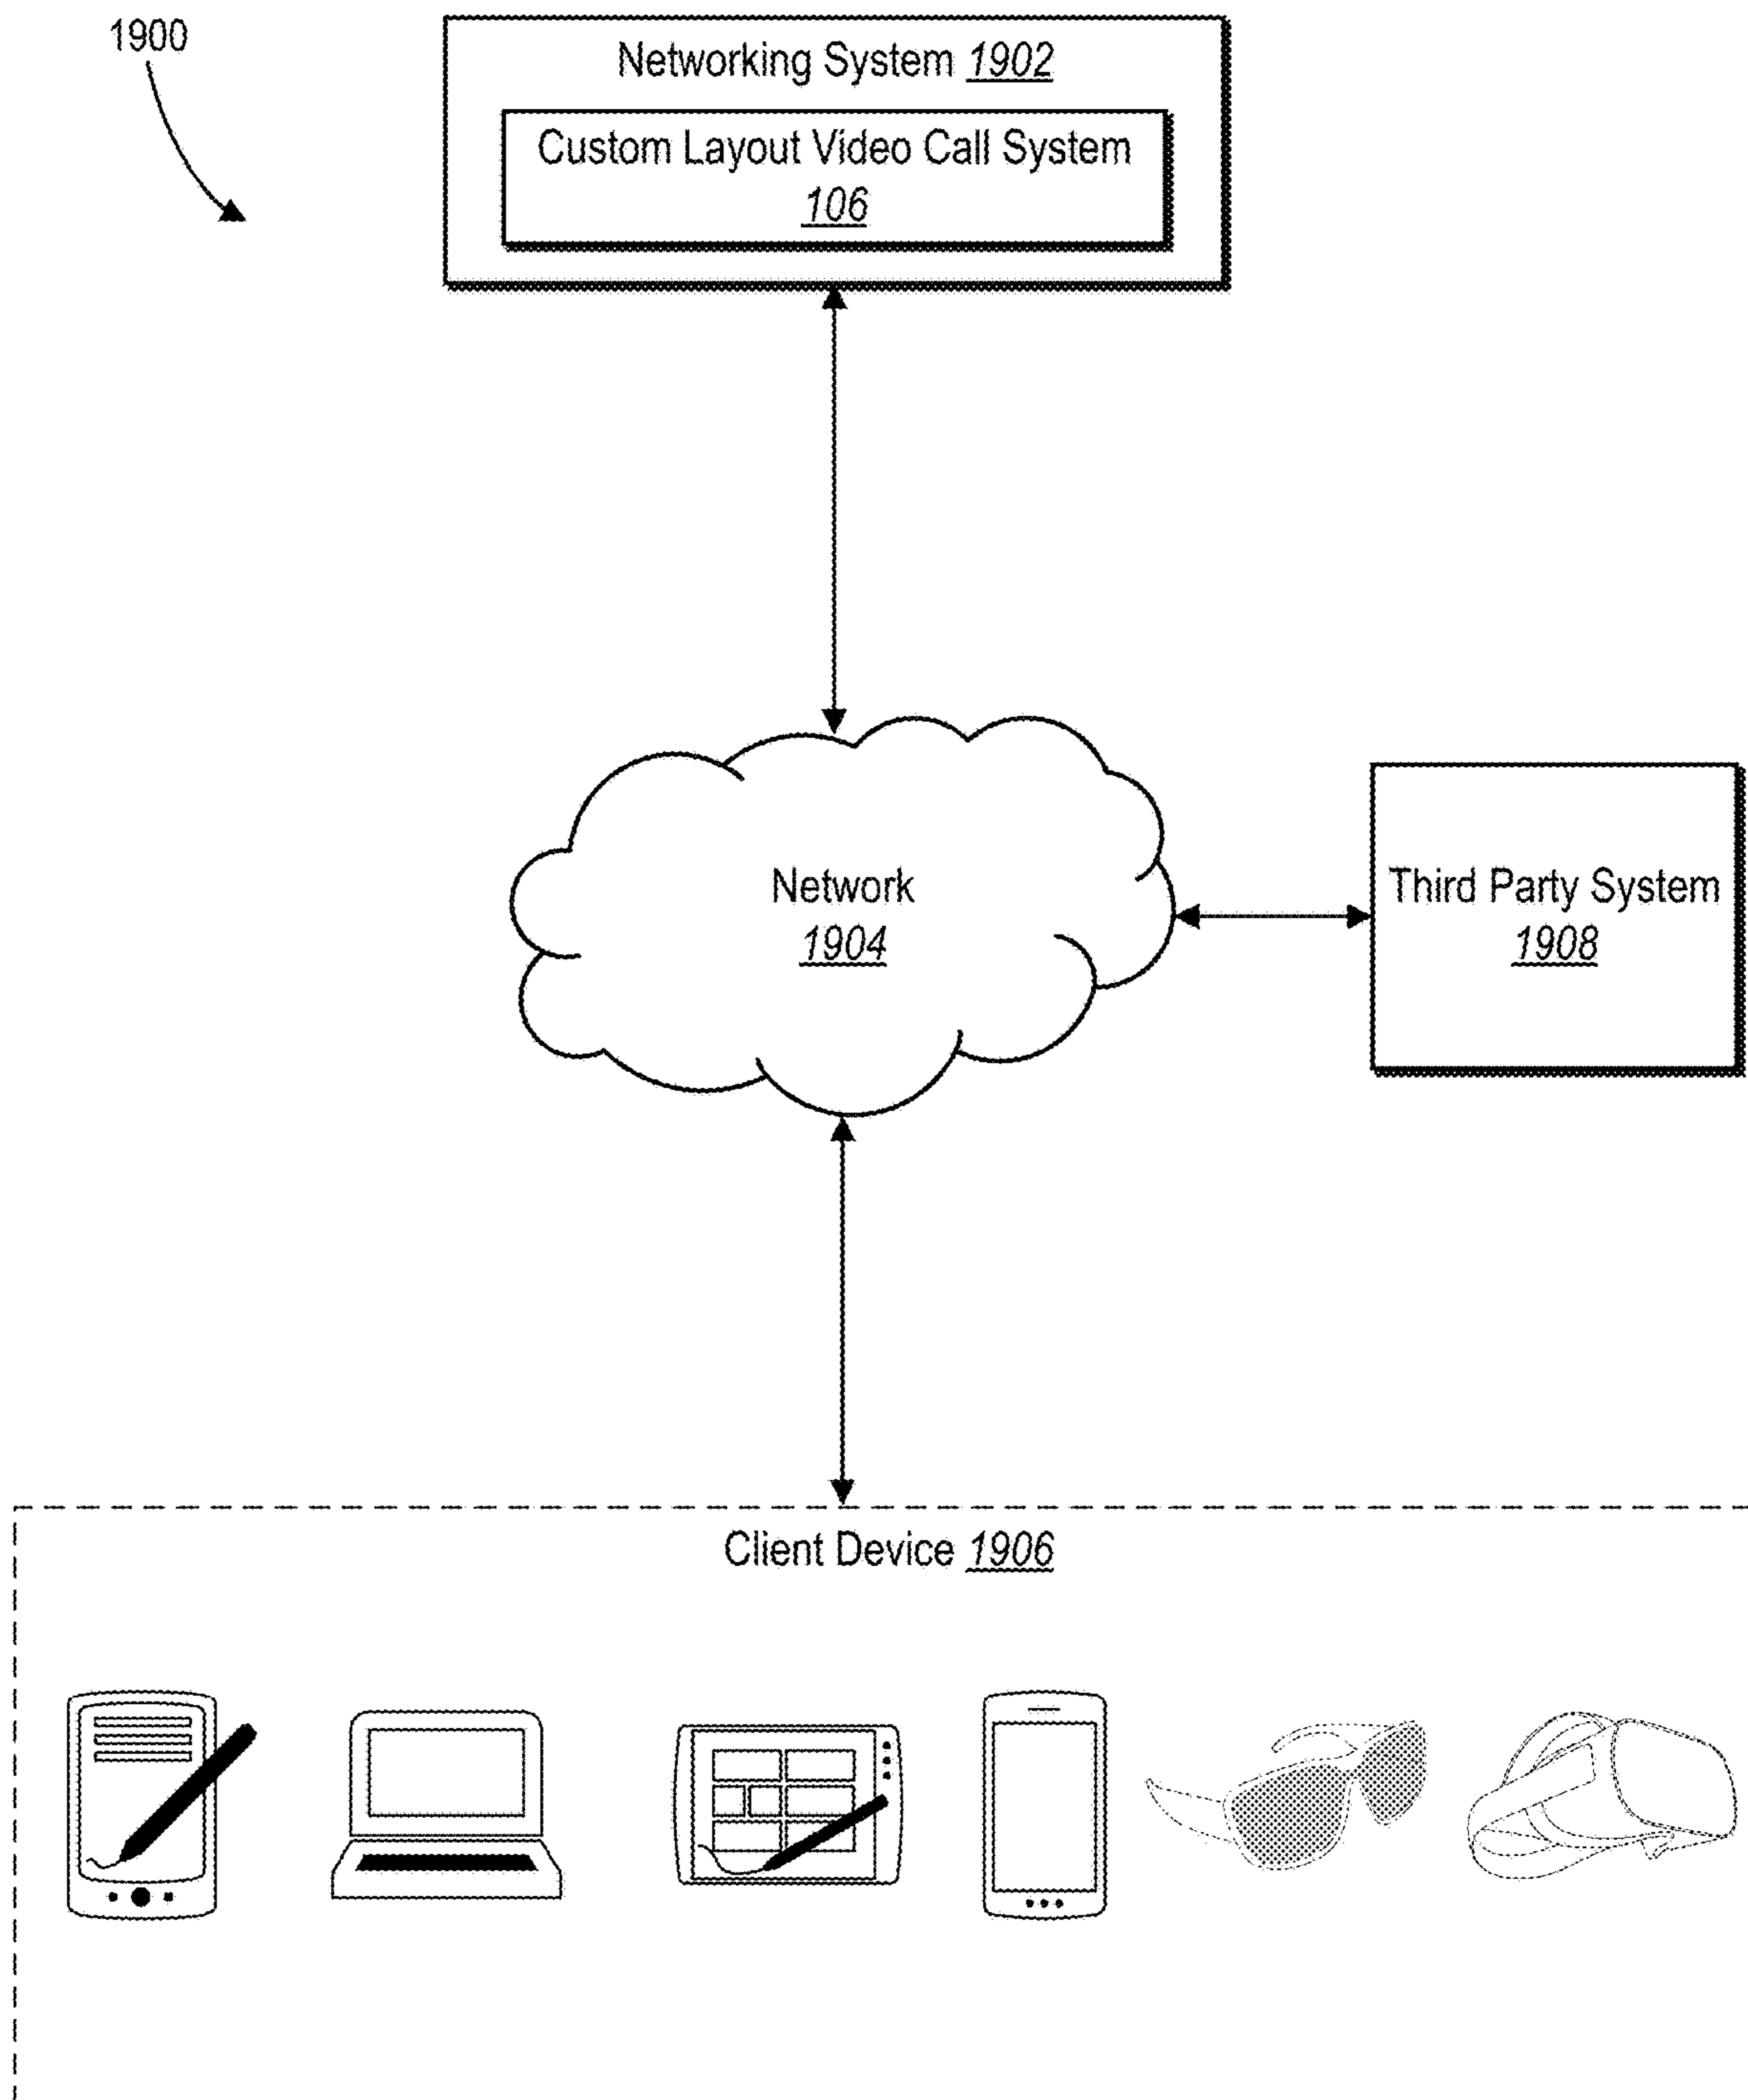 1900
Networking System 1902
Custom Layout Video Call System
106
Network
1904
Third Party System
1908
Client Device 1906